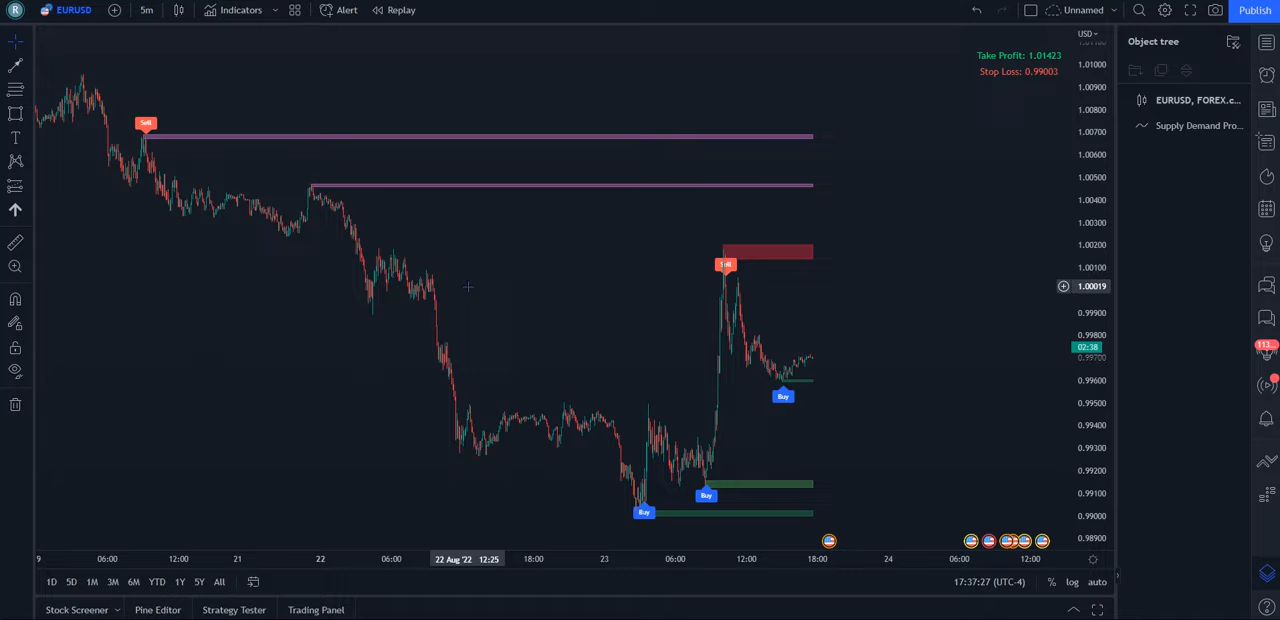 R EURUSD 5m Indicators Alert Replay Unnamed Publish
USD
Object tree
Take Profit: 1.01423
Stop Loss: 0.99003
1.01000
0.99900
EURUSD, FOREX.c...
Supply Demand Pro...
1.00900
1.00800
Sell
1.00700
1.00600
1.00500
1.00400
1.00300
1.00200
Sell
1.00100
1.00019
0.99800
113...
02:38
0.99700
0.99600
Buy
0.99500
0.99400
0.99300
0.99200
Buy
0.99100
Buy
0.99000
0.98900
9 06:00 12:00 21 22 06:00 22 Aug '22 12:25 18:00 23 06:00 12:00 18:00 24 06:00 12:00
1D 5D 1M 3M 6M YTD 1Y 5Y All 17:37:27 (UTC-4) % log auto
Stock Screener Pine Editor Strategy Tester Trading Panel